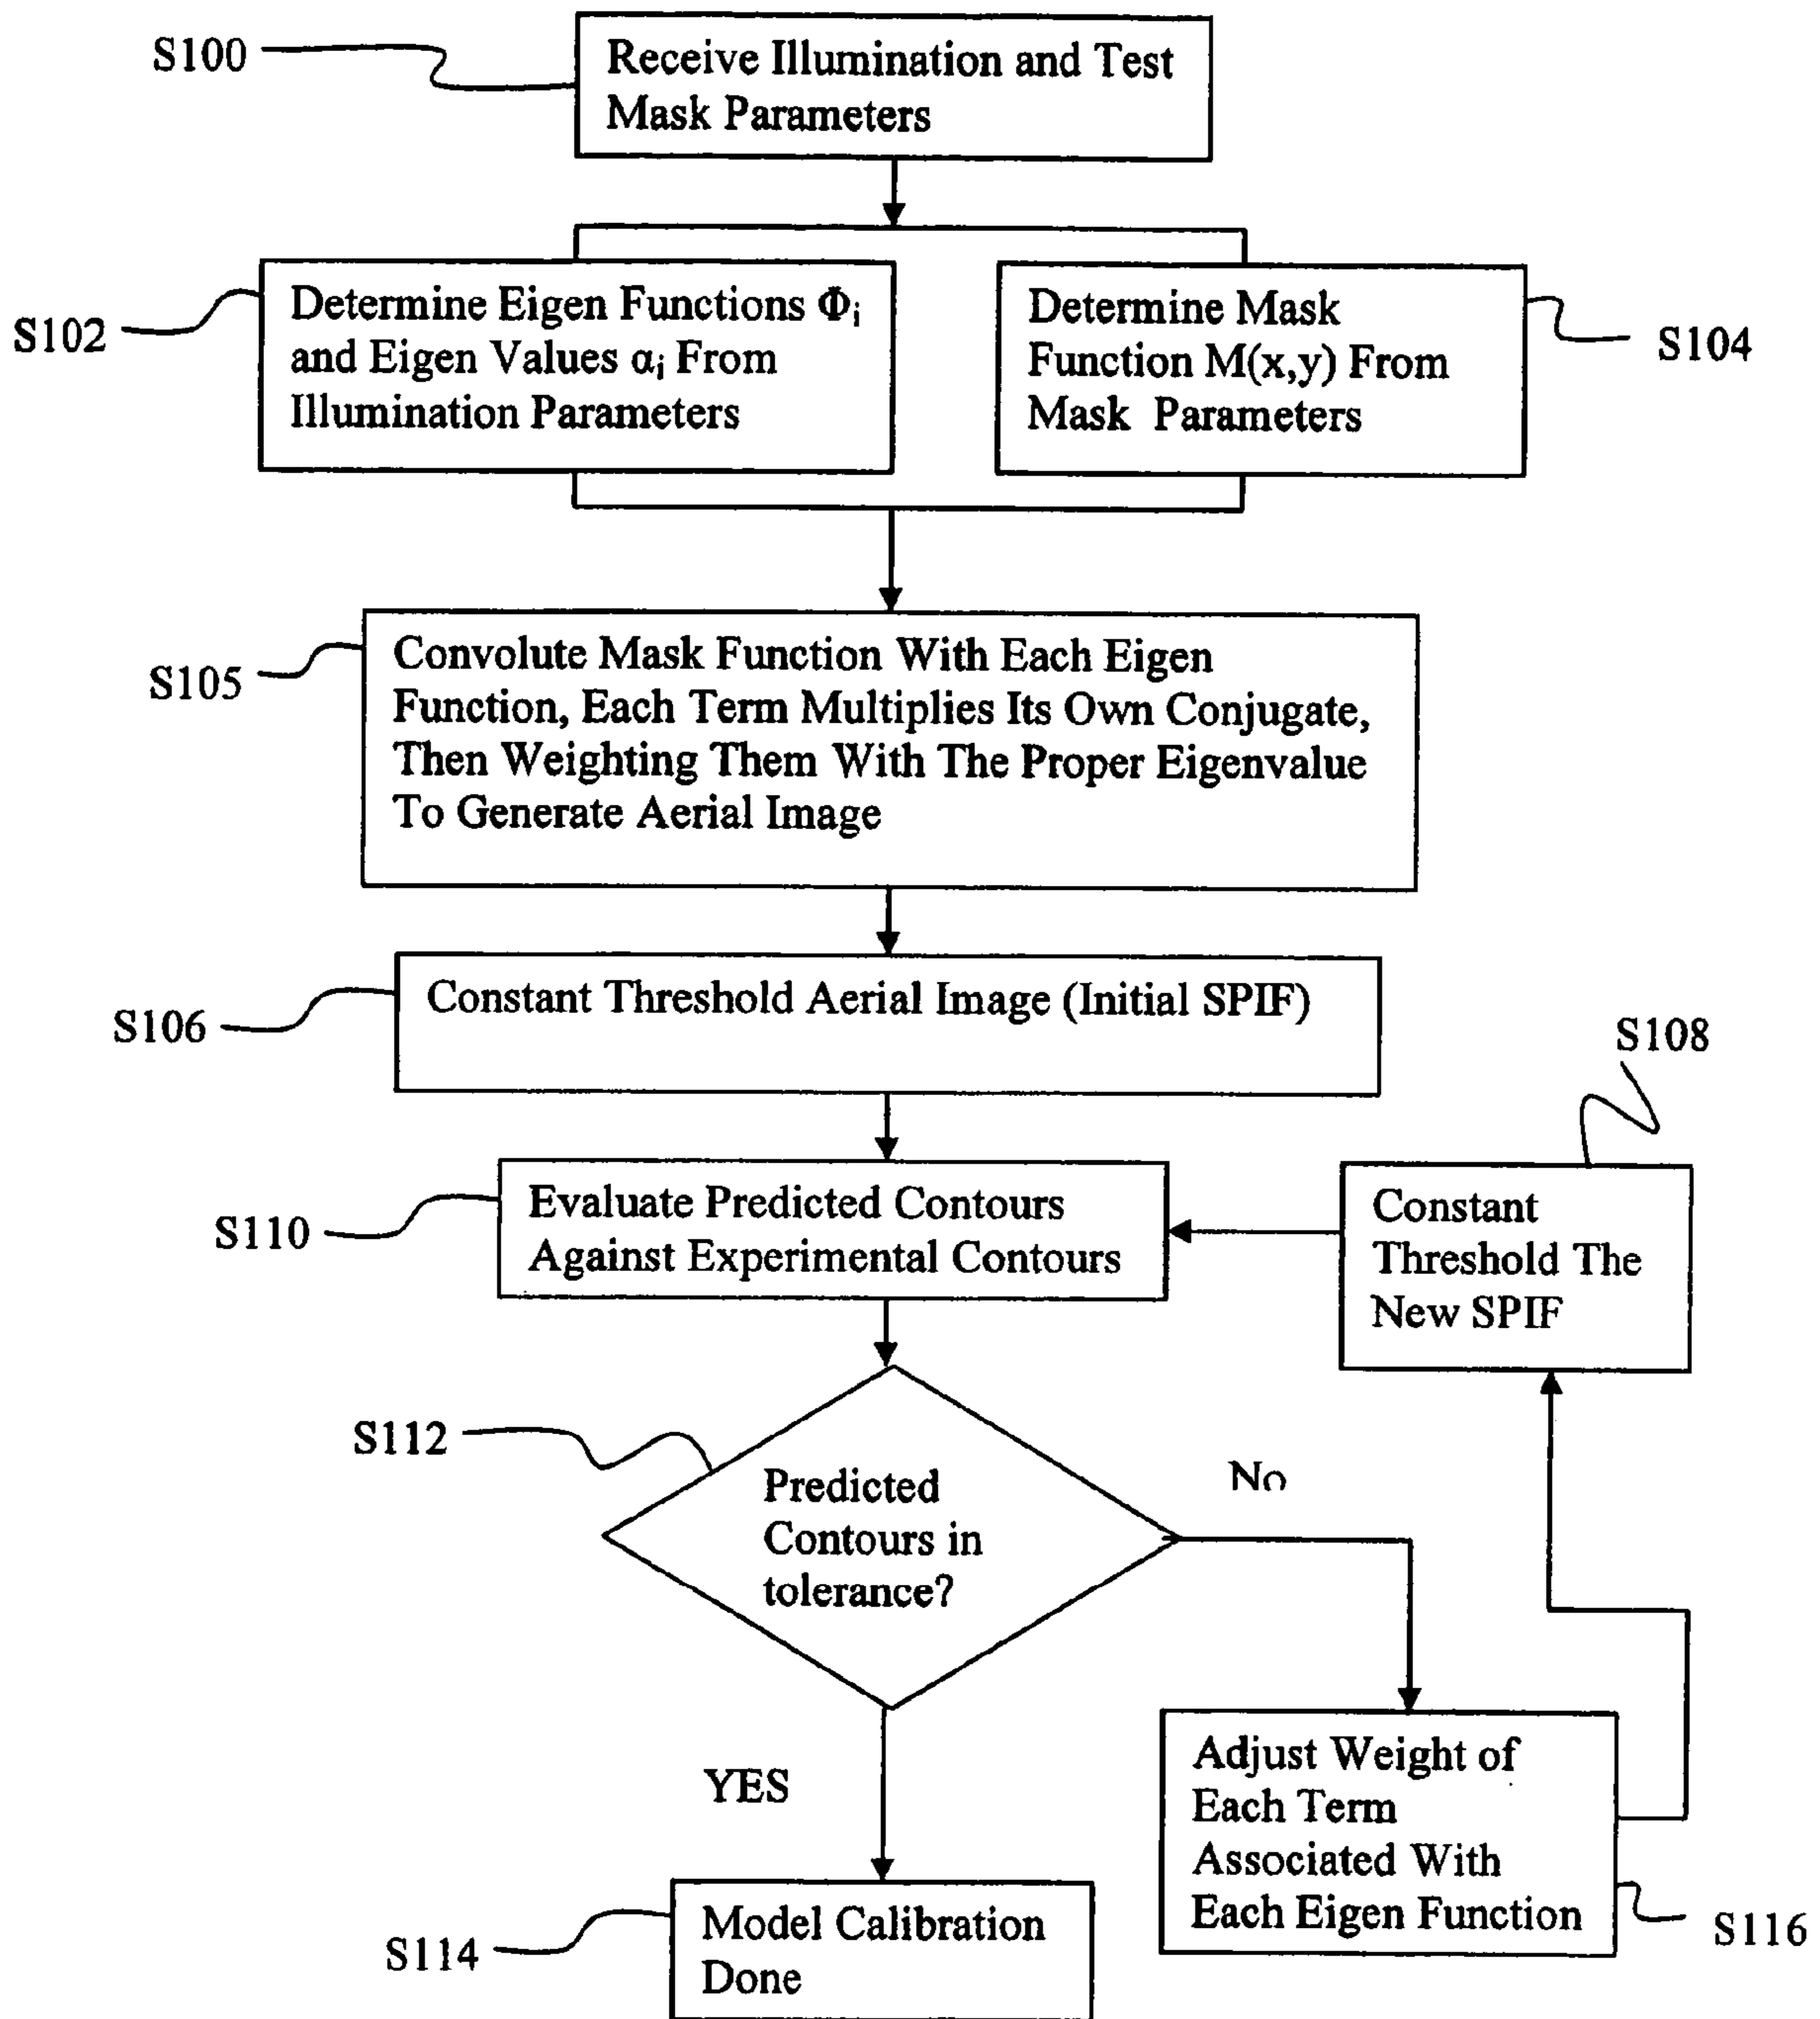 S100
Receive Illumination and Test
Mask Parameters
S102
Determine Eigen Functions Φi
and Eigen Values αi From
Illumination Parameters
Determine Mask
Function M(x,y) From
Mask Parameters
S104
S105
Convolute Mask Function With Each Eigen
Function, Each Term Multiplies Its Own Conjugate,
Then Weighting Them With The Proper Eigenvalue
To Generate Aerial Image
S106
Constant Threshold Aerial Image (Initial SPIF)
S108
S110
Evaluate Predicted Contours
Against Experimental Contours
Constant
Threshold The
New SPIF
S112
Predicted
Contours in
tolerance?
No
YES
Adjust Weight of
Each Term
Associated With
Each Eigen Function
S116
S114
Model Calibration
Done